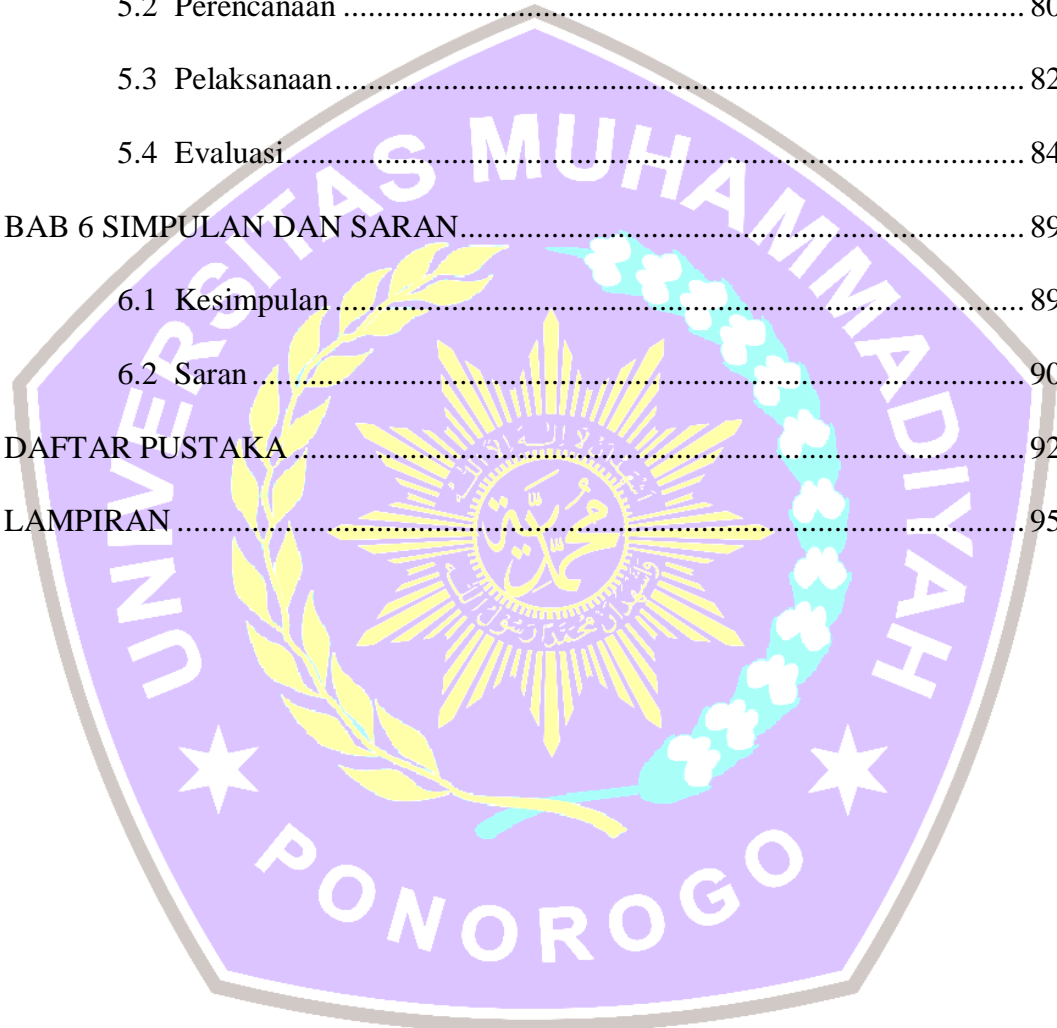 5.2 Perencanaan ........ 80
5.3 Pelaksanaan ........ 82
5.4 Evaluasi ........ 84
BAB 6 SIMPULAN DAN SARAN ........ 89
6.1 Kesimpulan ........ 89
6.2 Saran ........ 90
DAFTAR PUSTAKA ........ 92
LAMPIRAN ........ 95
UNIVERSITAS MUHAMMADIYAH
PONOROGO
محمدية